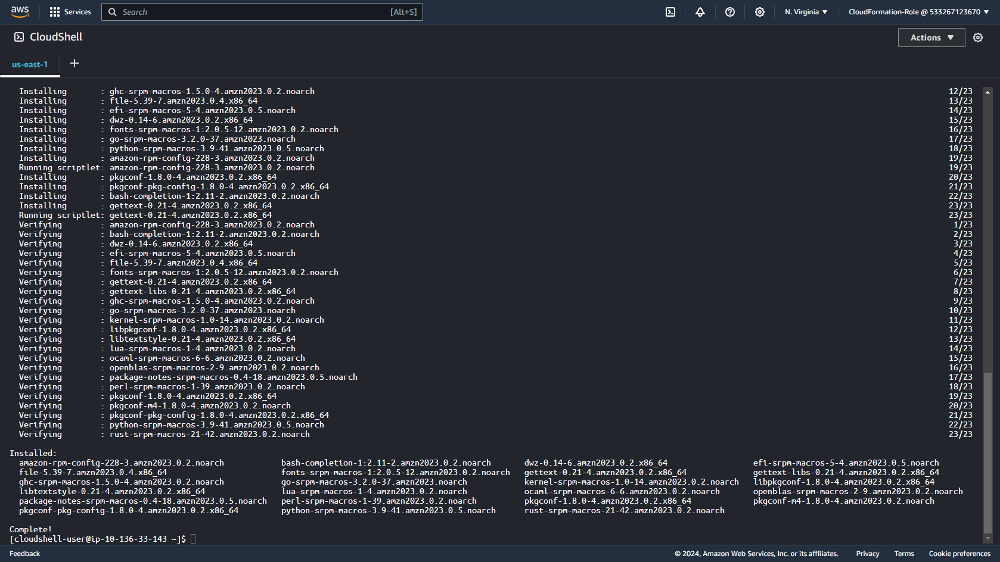 aws Services Search [Alt+S] N. Virginia ▼ CloudFormation-Role @ 533267123670 ▼
CloudShell Actions ▼
us-east-1 +
Installing : ghc-srpm-macros-1.5.0-4.amzn2023.0.2.noarch 12/23
Installing : file-5.39-7.amzn2023.0.4.x86_64 13/23
Installing : efi-srpm-macros-5-4.amzn2023.0.5.noarch 14/23
Installing : dwz-0.14-6.amzn2023.0.2.x86_64 15/23
Installing : fonts-srpm-macros-1:2.0.5-12.amzn2023.0.2.noarch 16/23
Installing : go-srpm-macros-3.2.0-37.amzn2023.noarch 17/23
Installing : python-srpm-macros-3.9-41.amzn2023.0.5.noarch 18/23
Installing : amazon-rpm-config-228-3.amzn2023.0.2.noarch 19/23
Running scriptlet: amazon-rpm-config-228-3.amzn2023.0.2.noarch 19/23
Installing : pkgconf-1.8.0-4.amzn2023.0.2.x86_64 20/23
Installing : pkgconf-pkg-config-1.8.0-4.amzn2023.0.2.x86_64 21/23
Installing : bash-completion-1:2.11-2.amzn2023.0.2.noarch 22/23
Installing : gettext-0.21-4.amzn2023.0.2.x86_64 23/23
Running scriptlet: gettext-0.21-4.amzn2023.0.2.x86_64 23/23
Verifying : amazon-rpm-config-228-3.amzn2023.0.2.noarch 1/23
Verifying : bash-completion-1:2.11-2.amzn2023.0.2.noarch 2/23
Verifying : dwz-0.14-6.amzn2023.0.2.x86_64 3/23
Verifying : efi-srpm-macros-5-4.amzn2023.0.5.noarch 4/23
Verifying : file-5.39-7.amzn2023.0.4.x86_64 5/23
Verifying : fonts-srpm-macros-1:2.0.5-12.amzn2023.0.2.noarch 6/23
Verifying : gettext-0.21-4.amzn2023.0.2.x86_64 7/23
Verifying : gettext-libs-0.21-4.amzn2023.0.2.x86_64 8/23
Verifying : ghc-srpm-macros-1.5.0-4.amzn2023.0.2.noarch 9/23
Verifying : go-srpm-macros-3.2.0-37.amzn2023.noarch 10/23
Verifying : kernel-srpm-macros-1.0-14.amzn2023.0.2.noarch 11/23
Verifying : libpkgconf-1.8.0-4.amzn2023.0.2.x86_64 12/23
Verifying : libtextstyle-0.21-4.amzn2023.0.2.x86_64 13/23
Verifying : lua-srpm-macros-1-4.amzn2023.0.2.noarch 14/23
Verifying : ocaml-srpm-macros-6-6.amzn2023.0.2.noarch 15/23
Verifying : openblas-srpm-macros-2-9.amzn2023.0.2.noarch 16/23
Verifying : package-notes-srpm-macros-0.4-18.amzn2023.0.5.noarch 17/23
Verifying : perl-srpm-macros-1-39.amzn2023.0.2.noarch 18/23
Verifying : pkgconf-1.8.0-4.amzn2023.0.2.x86_64 19/23
Verifying : pkgconf-m4-1.8.0-4.amzn2023.0.2.noarch 20/23
Verifying : pkgconf-pkg-config-1.8.0-4.amzn2023.0.2.x86_64 21/23
Verifying : python-srpm-macros-3.9-41.amzn2023.0.5.noarch 22/23
Verifying : rust-srpm-macros-21-42.amzn2023.0.2.noarch 23/23
Installed:
amazon-rpm-config-228-3.amzn2023.0.2.noarch bash-completion-1:2.11-2.amzn2023.0.2.noarch dwz-0.14-6.amzn2023.0.2.x86_64 efi-srpm-macros-5-4.amzn2023.0.5.noarch
file-5.39-7.amzn2023.0.4.x86_64 fonts-srpm-macros-1:2.0.5-12.amzn2023.0.2.noarch gettext-0.21-4.amzn2023.0.2.x86_64 gettext-libs-0.21-4.amzn2023.0.2.x86_64
ghc-srpm-macros-1.5.0-4.amzn2023.0.2.noarch go-srpm-macros-3.2.0-37.amzn2023.noarch kernel-srpm-macros-1.0-14.amzn2023.0.2.noarch libpkgconf-1.8.0-4.amzn2023.0.2.x86_64
libtextstyle-0.21-4.amzn2023.0.2.x86_64 lua-srpm-macros-1-4.amzn2023.0.2.noarch ocaml-srpm-macros-6-6.amzn2023.0.2.noarch openblas-srpm-macros-2-9.amzn2023.0.2.noarch
package-notes-srpm-macros-0.4-18.amzn2023.0.5.noarch perl-srpm-macros-1-39.amzn2023.0.2.noarch pkgconf-1.8.0-4.amzn2023.0.2.x86_64 pkgconf-m4-1.8.0-4.amzn2023.0.2.noarch
pkgconf-pkg-config-1.8.0-4.amzn2023.0.2.x86_64 python-srpm-macros-3.9-41.amzn2023.0.5.noarch rust-srpm-macros-21-42.amzn2023.0.2.noarch
Complete!
[cloudshell-user@ip-10-136-33-143 ~]$
Feedback © 2024, Amazon Web Services, Inc. or its affiliates. Privacy Terms Cookie preferences